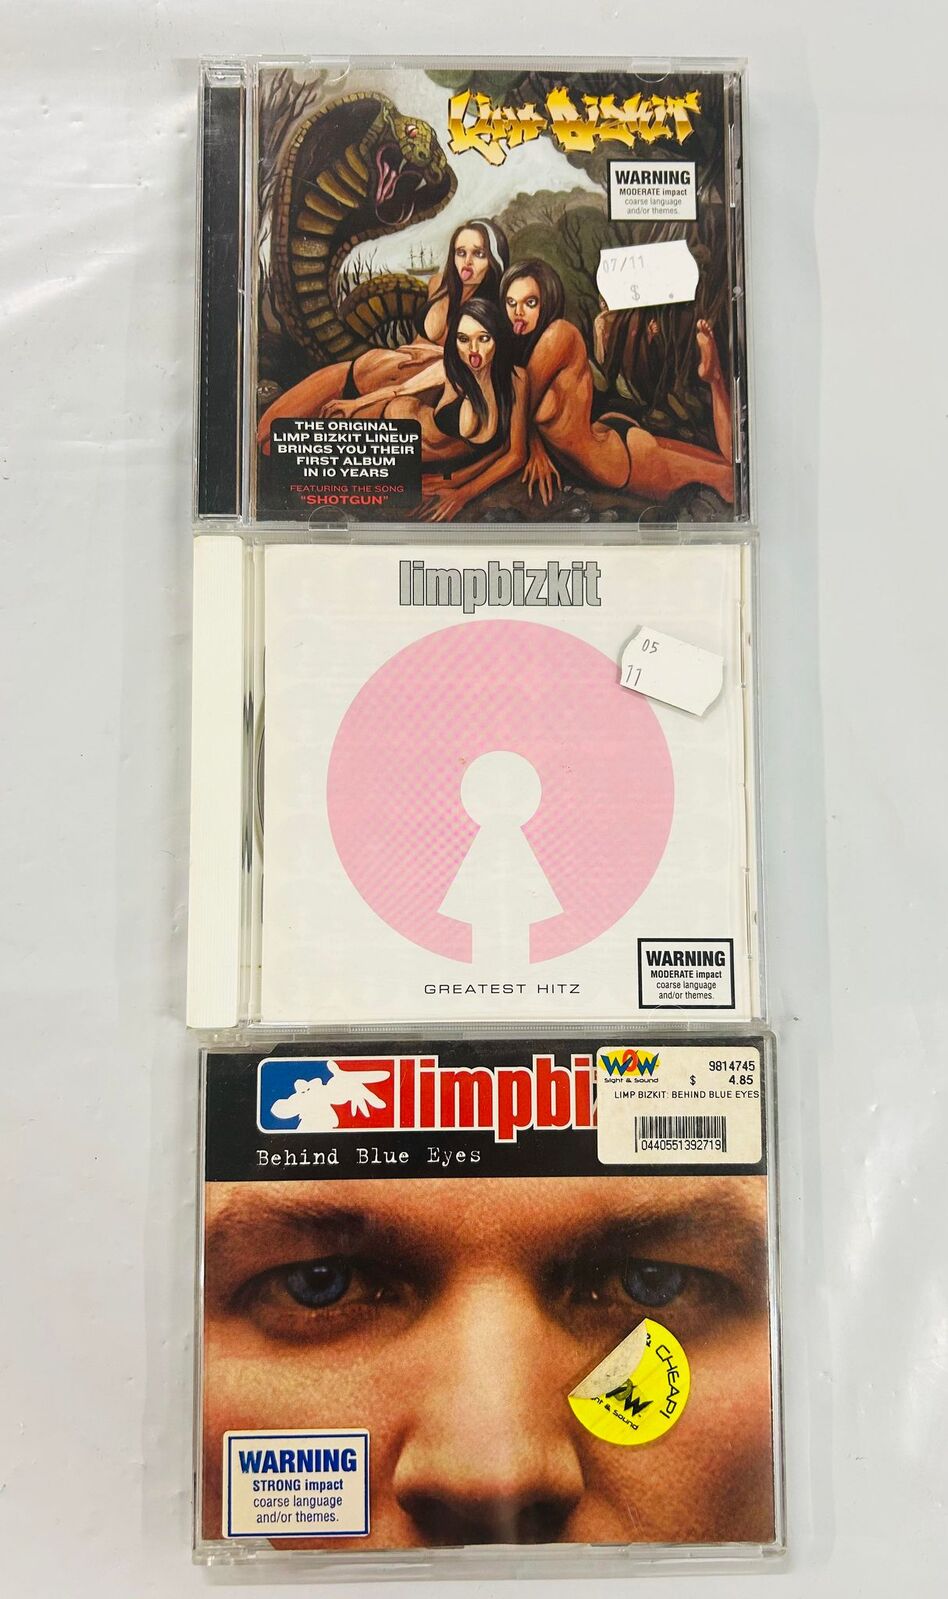 Limp Bizkit
WARNING
MODERATE impact
coarse language
and/or themes.
07/11
$ .
THE ORIGINAL
LIMP BIZKIT LINEUP
BRINGS YOU THEIR
FIRST ALBUM
IN 10 YEARS
FEATURING THE SONG
"SHOTGUN"
limpbizkit
05
11
GREATEST HITZ
WARNING
MODERATE impact
coarse language
and/or themes.
limpbi
WOW
Sight & Sound
9814745
$ 4.85
LIMP BIZKIT: BEHIND BLUE EYES
0440551392719
Behind Blue Eyes
CHEAP!
& Sound
WARNING
STRONG impact
coarse language
and/or themes.